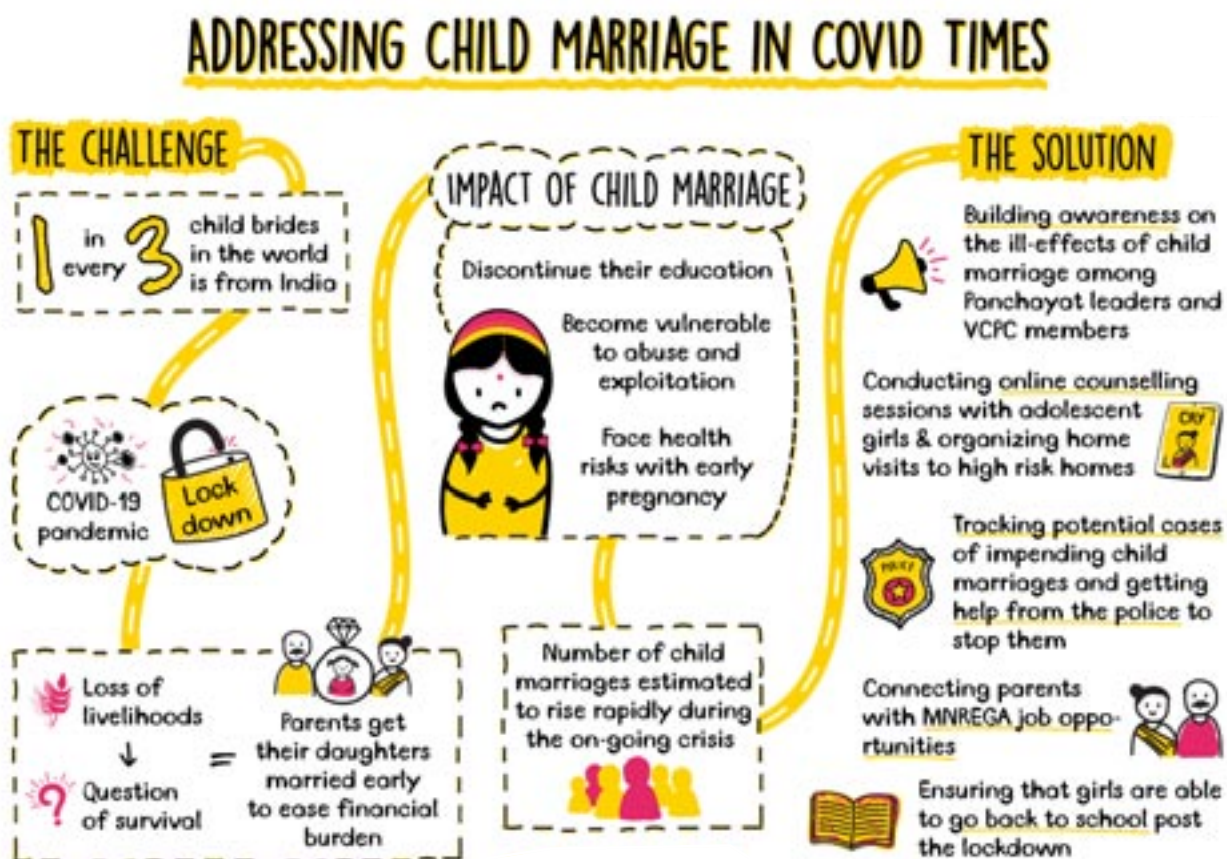 ADDRESSING CHILD MARRIAGE IN COVID TIMES
THE CHALLENGE
1 in every 3
child brides
in the world
is from India
COVID-19
pandemic
Lock
down
Loss of
livelihoods
Question
of survival
=
Parents get
their daughters
married early
to ease financial
burden
IMPACT OF CHILD MARRIAGE
Discontinue their education
Become vulnerable
to abuse and
exploitation
Face health
risks with early
pregnancy
Number of child
marriages estimated
to rise rapidly during
the on-going crisis
THE SOLUTION
Building awareness on
the ill-effects of child
marriage among
Panchayat leaders and
VCPC members
Conducting online counselling
sessions with adolescent
girls & organizing home
visits to high risk homes
CRY
Tracking potential cases
of impending child
marriages and getting
help from the police to
stop them
POLICE
Connecting parents
with MNREGA job oppo-
rtunities
Ensuring that girls are able
to go back to school post
the lockdown